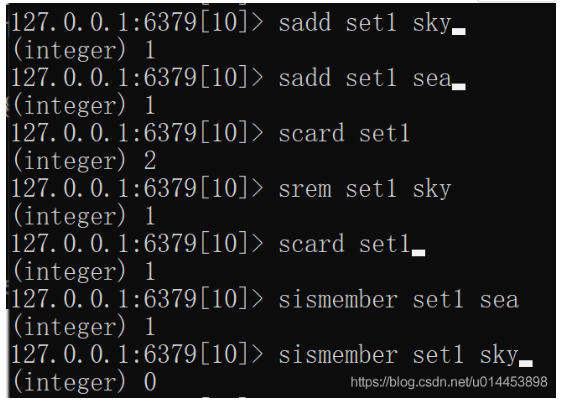 127.0.0.1:6379[10]> sadd set1 sky
(integer) 1
127.0.0.1:6379[10]> sadd set1 sea
(integer) 1
127.0.0.1:6379[10]> scard set1
(integer) 2
127.0.0.1:6379[10]> srem set1 sky
(integer) 1
127.0.0.1:6379[10]> scard set1
(integer) 1
127.0.0.1:6379[10]> sismember set1 sea
(integer) 1
127.0.0.1:6379[10]> sismember set1 sky
(integer) 0
https://blog.csdn.net/u014453898